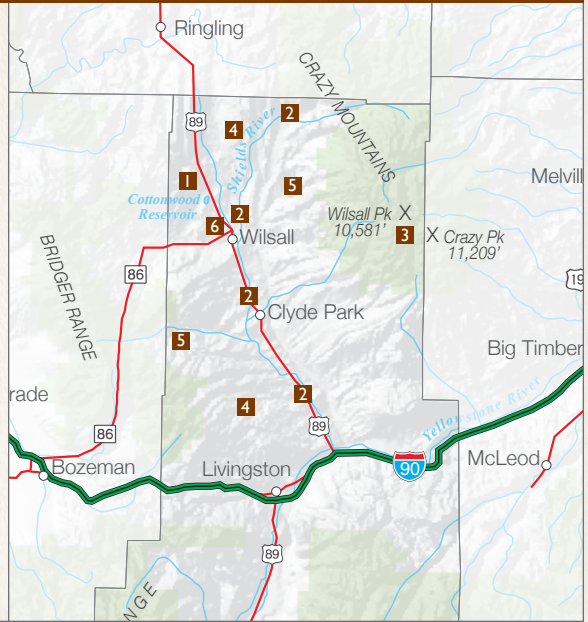 Ringling
CRAZY MOUNTAINS
89
2
4
Shields River
1
5
Melvill
Cottonwood
Reservoir
2
6
Wilsall Pk X
10,581'
3
X Crazy Pk
11,209'
Wilsall
BRIDGER RANGE
86
19
2
Clyde Park
5
Big Timber
rade
4
2
89
Yellowstone River
86
Bozeman
Livingston
90
McLeod
89
NGE